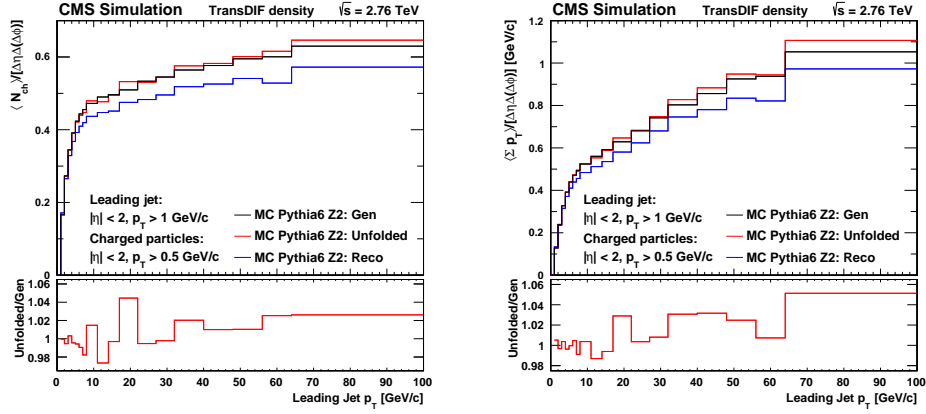 CMS Simulation TransDIF density √s = 2.76 TeV
⟨ N_ch⟩/[ΔηΔ(Δϕ)]
0.6
0.4
0.2
0
Leading jet:
|η| < 2, p_T > 1 GeV/c
Charged particles:
|η| < 2, p_T > 0.5 GeV/c
MC Pythia6 Z2: Gen
MC Pythia6 Z2: Unfolded
MC Pythia6 Z2: Reco
Unfolded/Gen
1.06
1.04
1.02
1
0.98
0 10 20 30 40 50 60 70 80 90 100
Leading Jet p_T [GeV/c]
CMS Simulation TransDIF density √s = 2.76 TeV
⟨Σ p_T⟩/[ΔηΔ(Δϕ)] [GeV/c]
1.2
1
0.8
0.6
0.4
0.2
0
Leading jet:
|η| < 2, p_T > 1 GeV/c
Charged particles:
|η| < 2, p_T > 0.5 GeV/c
MC Pythia6 Z2: Gen
MC Pythia6 Z2: Unfolded
MC Pythia6 Z2: Reco
Unfolded/Gen
1.06
1.04
1.02
1
0.98
0 10 20 30 40 50 60 70 80 90 100
Leading Jet p_T [GeV/c]